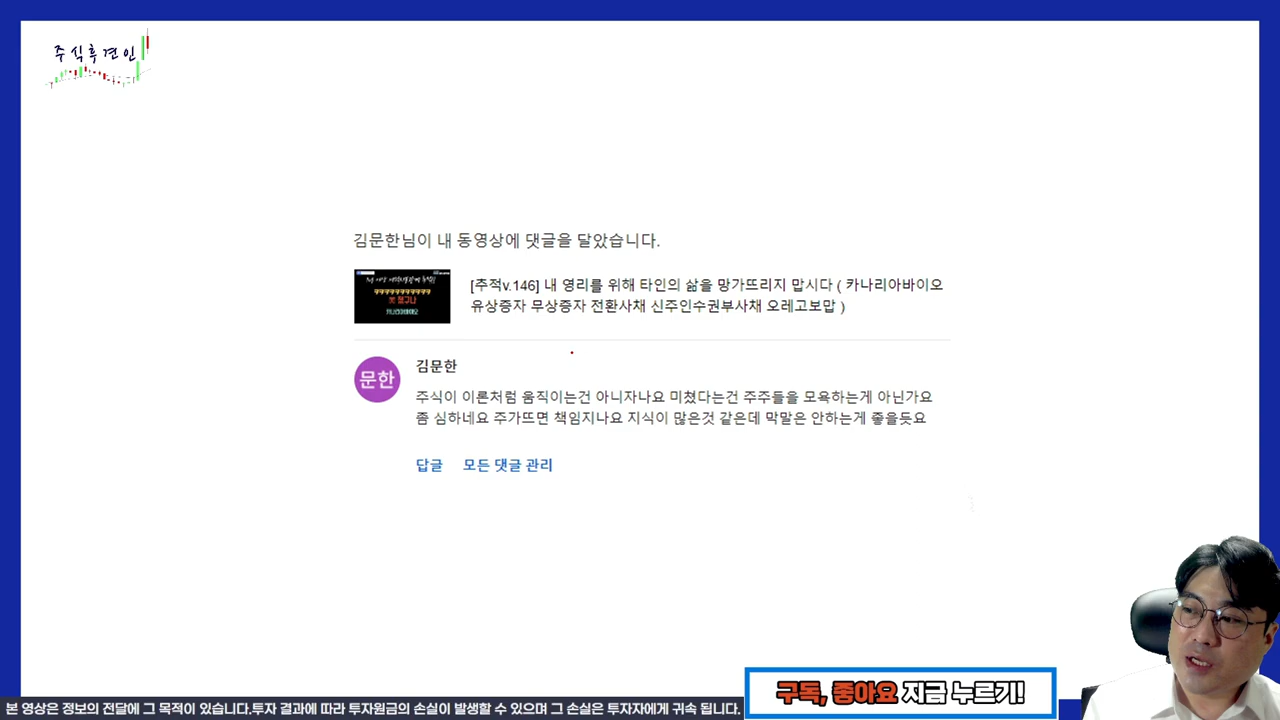 주식후견인
김문한님이 내 동영상에 댓글을 달았습니다.
[추적v.146] 내 영리를 위해 타인의 삶을 망가뜨리지 맙시다 ( 카나리아바이오
유상증자 무상증자 전환사채 신주인수권부사채 오레고보맙 )
카나리아바이오
문한
김문한
주식이 이론처럼 움직이는건 아니자나요 미쳤다는건 주주들을 모욕하는게 아닌가요
좀 심하네요 주가뜨면 책임지나요 지식이 많은것 같은데 막말은 안하는게 좋을듯요
답글 모든 댓글 관리
구독, 좋아요 지금 누르기!
본 영상은 정보의 전달에 그 목적이 있습니다.투자 결과에 따라 투자원금의 손실이 발생할 수 있으며 그 손실은 투자자에게 귀속 됩니다.